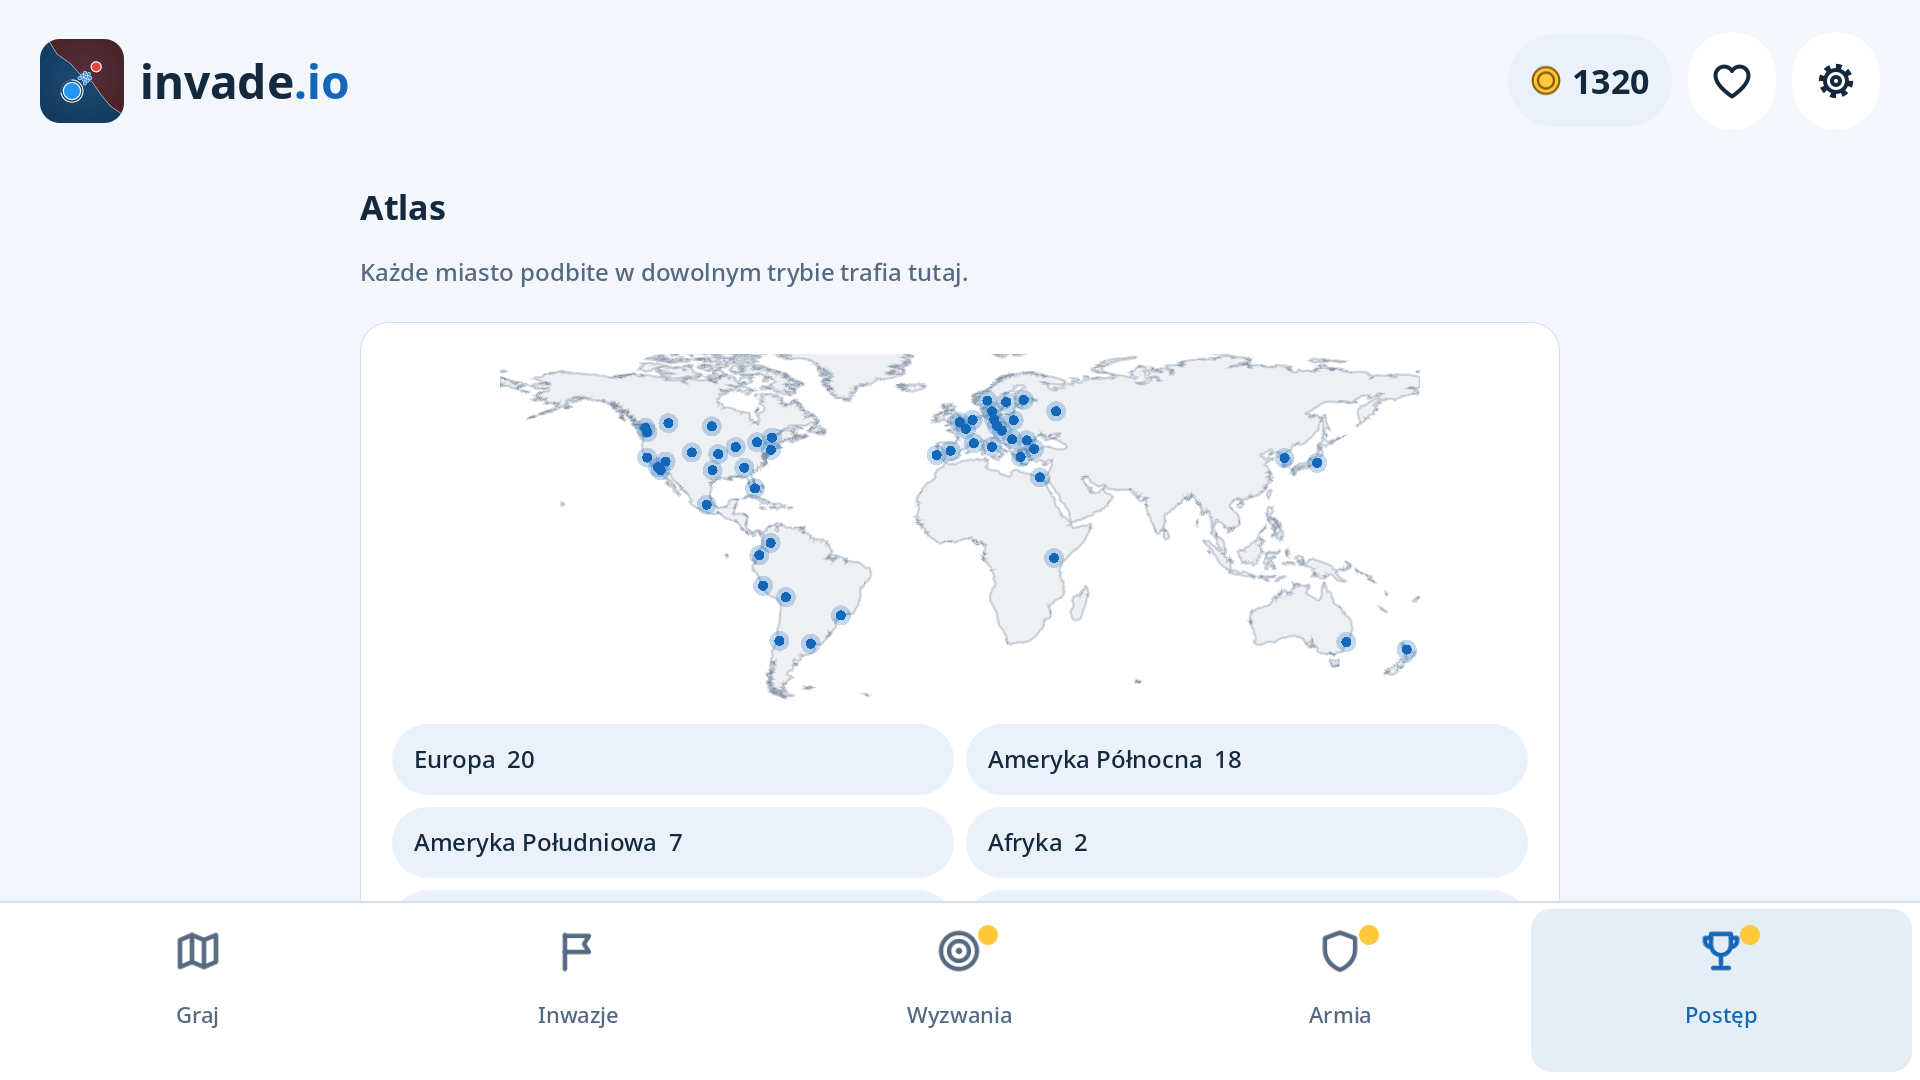 invade.io
1320
Atlas
Każde miasto podbite w dowolnym trybie trafia tutaj.
Europa 20
Ameryka Północna 18
Ameryka Południowa 7
Afryka 2
Graj
Inwazje
Wyzwania
Armia
Postęp